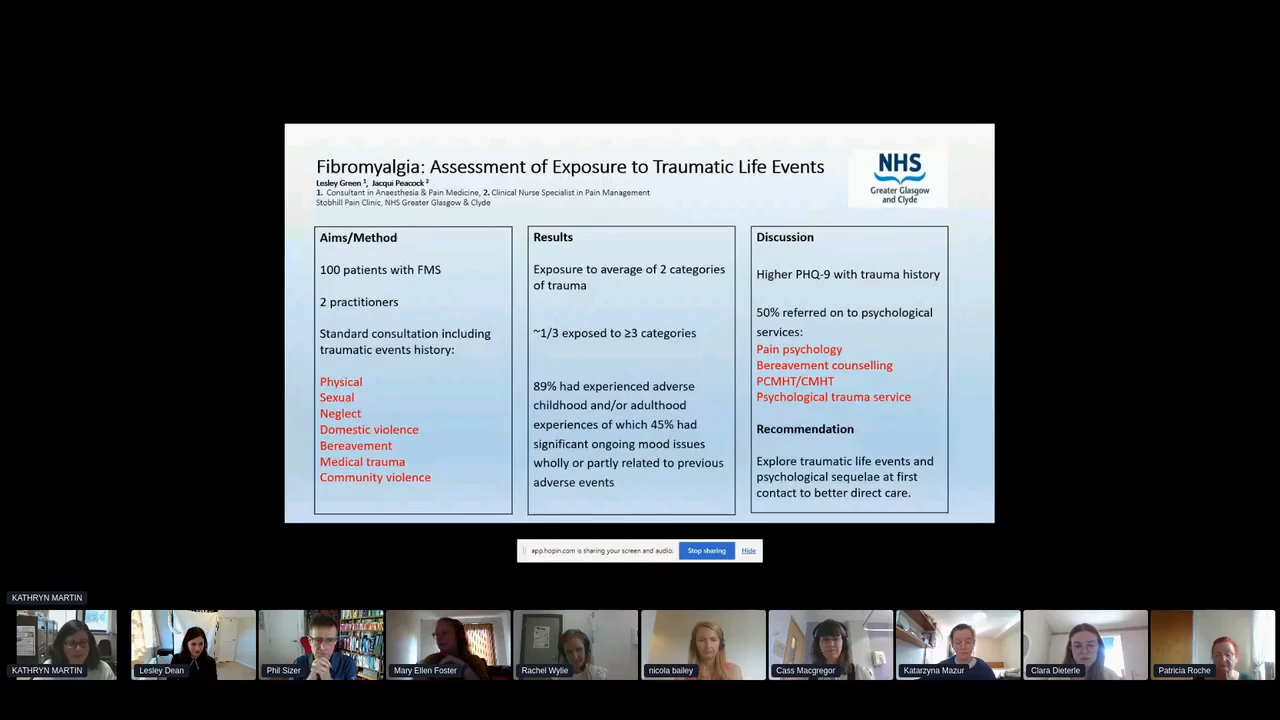 Fibromyalgia: Assessment of Exposure to Traumatic Life Events
Lesley Green ¹, Jacqui Peacock ²
1. Consultant in Anaesthesia & Pain Medicine, 2. Clinical Nurse Specialist in Pain Management
Stobhill Pain Clinic, NHS Greater Glasgow & Clyde
NHS
Greater Glasgow
and Clyde
Aims/Method
100 patients with FMS
2 practitioners
Standard consultation including
traumatic events history:
Physical
Sexual
Neglect
Domestic violence
Bereavement
Medical trauma
Community violence
Results
Exposure to average of 2 categories
of trauma
~1/3 exposed to ≥3 categories
89% had experienced adverse
childhood and/or adulthood
experiences of which 45% had
significant ongoing mood issues
wholly or partly related to previous
adverse events
Discussion
Higher PHQ-9 with trauma history
50% referred on to psychological
services:
Pain psychology
Bereavement counselling
PCMHT/CMHT
Psychological trauma service
Recommendation
Explore traumatic life events and
psychological sequelae at first
contact to better direct care.
app.hopin.com is sharing your screen and audio.
Stop sharing
Hide
KATHRYN MARTIN
KATHRYN MARTIN
Lesley Dean
Phil Sizer
Mary Ellen Foster
Rachel Wylie
nicola bailey
Cass Macgregor
Katarzyna Mazur
Clara Dieterle
Patricia Roche